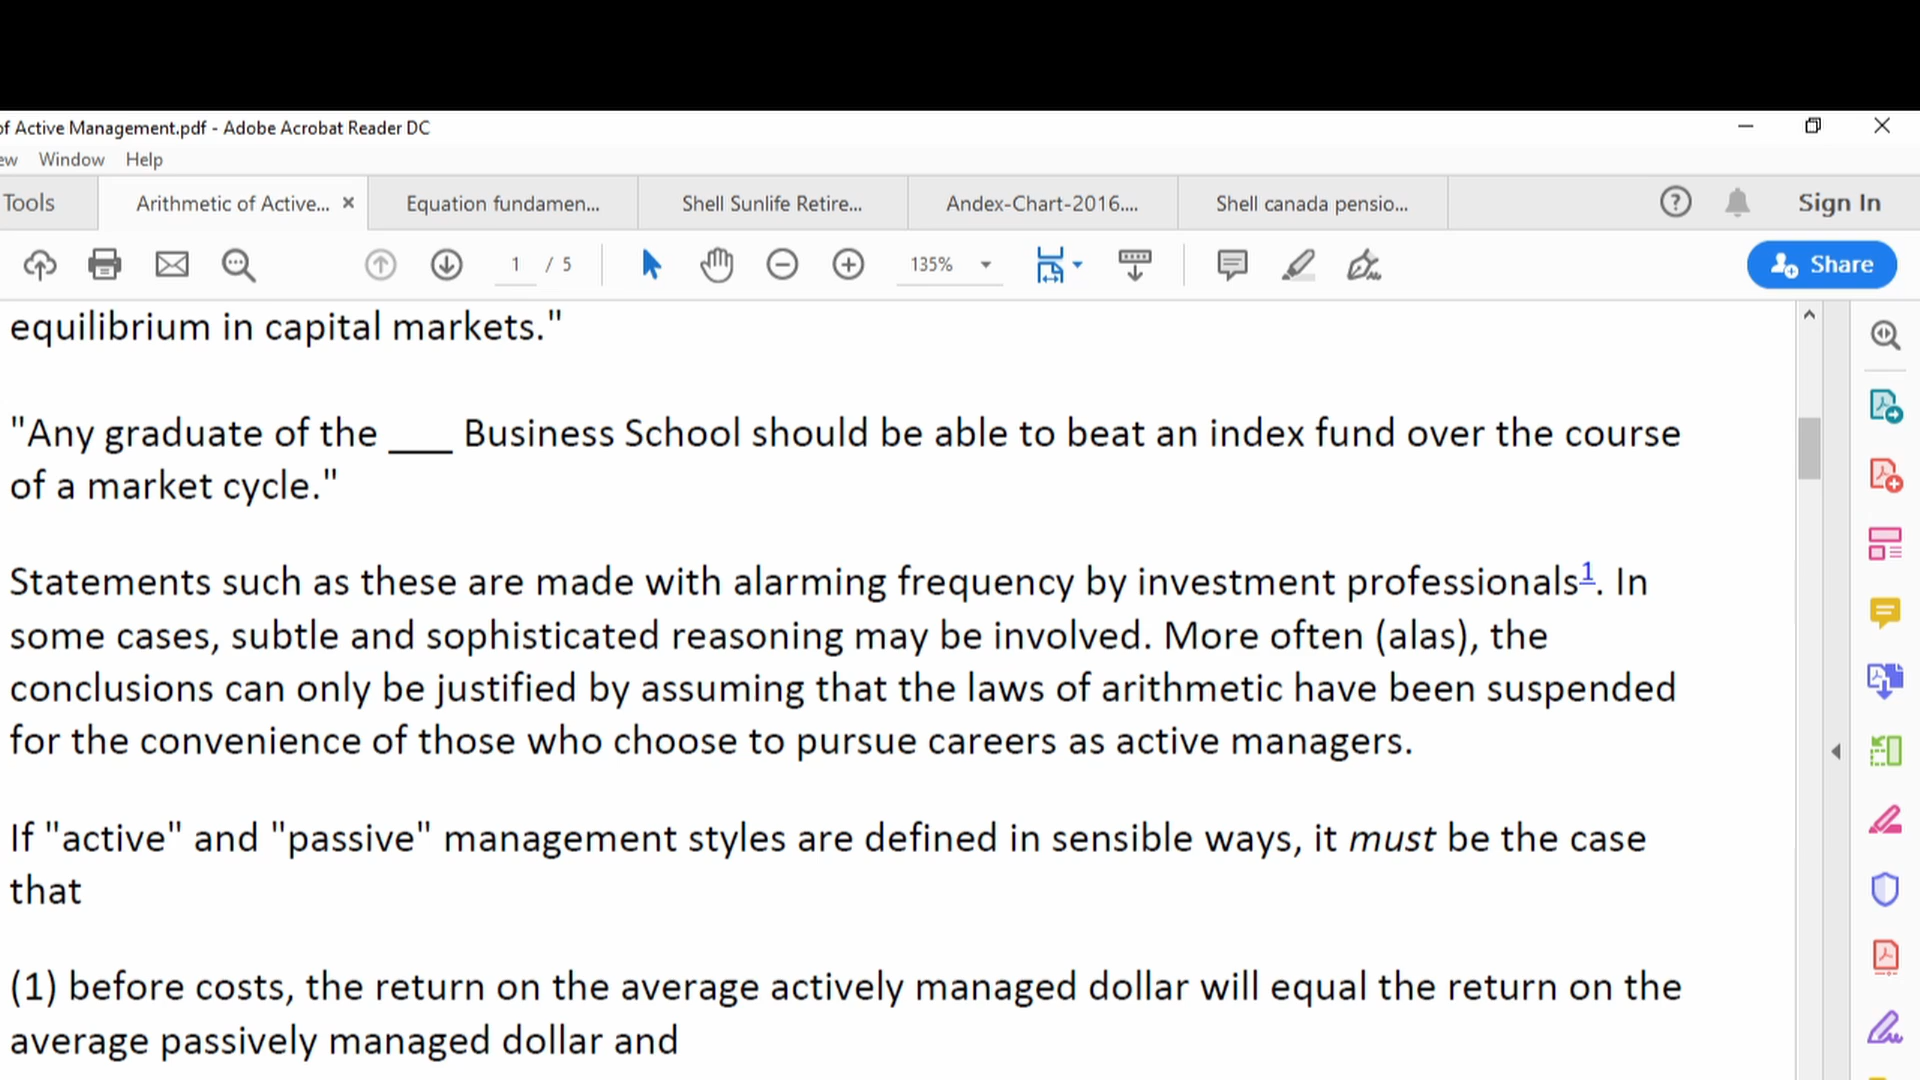 of Active Management.pdf - Adobe Acrobat Reader DC
ew Window Help
Tools Arithmetic of Active... × Equation fundamen... Shell Sunlife Retire... Andex-Chart-2016.... Shell canada pensio... Sign In
1 / 5 135% Share
equilibrium in capital markets."
"Any graduate of the ___ Business School should be able to beat an index fund over the course
of a market cycle."
Statements such as these are made with alarming frequency by investment professionals1. In
some cases, subtle and sophisticated reasoning may be involved. More often (alas), the
conclusions can only be justified by assuming that the laws of arithmetic have been suspended
for the convenience of those who choose to pursue careers as active managers.
If "active" and "passive" management styles are defined in sensible ways, it must be the case
that
(1) before costs, the return on the average actively managed dollar will equal the return on the
average passively managed dollar and